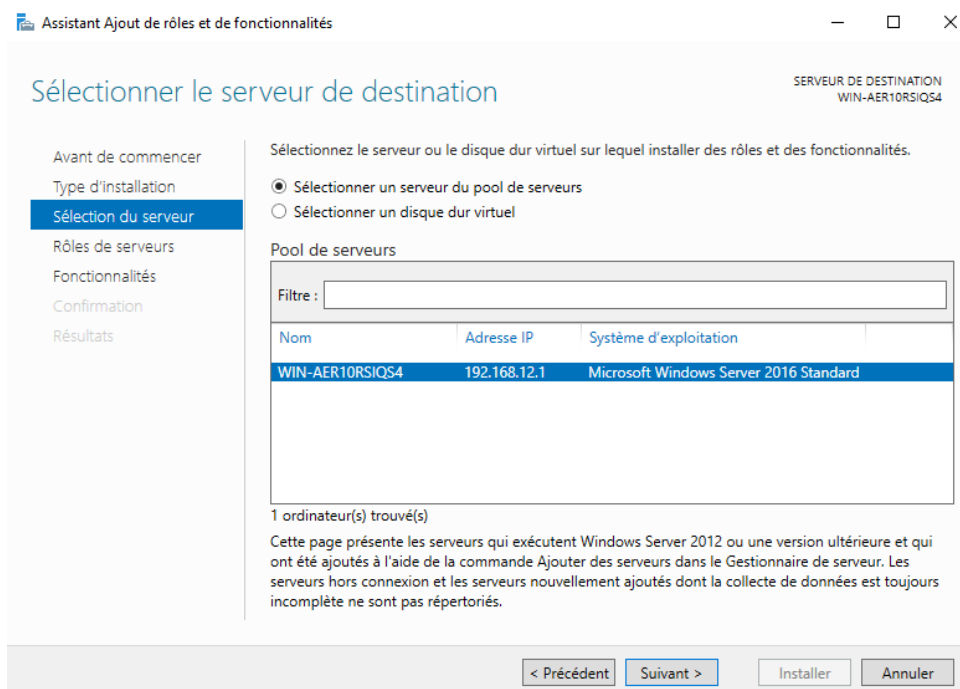 Assistant Ajout de rôles et de fonctionnalités
Sélectionner le serveur de destination
SERVEUR DE DESTINATION
WIN-AER10RSIQS4
Avant de commencer
Type d'installation
Sélection du serveur
Rôles de serveurs
Fonctionnalités
Confirmation
Résultats
Sélectionnez le serveur ou le disque dur virtuel sur lequel installer des rôles et des fonctionnalités.
Sélectionner un serveur du pool de serveurs
Sélectionner un disque dur virtuel
Pool de serveurs
Filtre :
Nom Adresse IP Système d'exploitation
WIN-AER10RSIQS4 192.168.12.1 Microsoft Windows Server 2016 Standard
1 ordinateur(s) trouvé(s)
Cette page présente les serveurs qui exécutent Windows Server 2012 ou une version ultérieure et qui
ont été ajoutés à l'aide de la commande Ajouter des serveurs dans le Gestionnaire de serveur. Les
serveurs hors connexion et les serveurs nouvellement ajoutés dont la collecte de données est toujours
incomplète ne sont pas répertoriés.
< Précédent Suivant > Installer Annuler